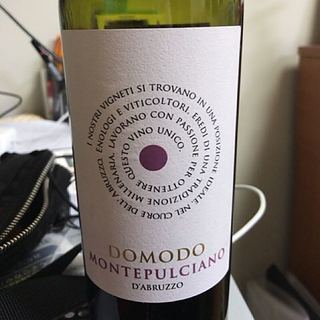 I NOSTRI VIGNETI SI TROVANO IN UNA POSIZIONE IDEALE, NEL CUORE DELL'ABRUZZO. ENOLOGI E VITICOLTORI, EREDI DI UNA TRADIZIONE MILLENARIA, LAVORANO CON PASSIONE PER OTTENERE QUESTO VINO UNICO.
DOMODO
MONTEPULCIANO
D'ABRUZZO